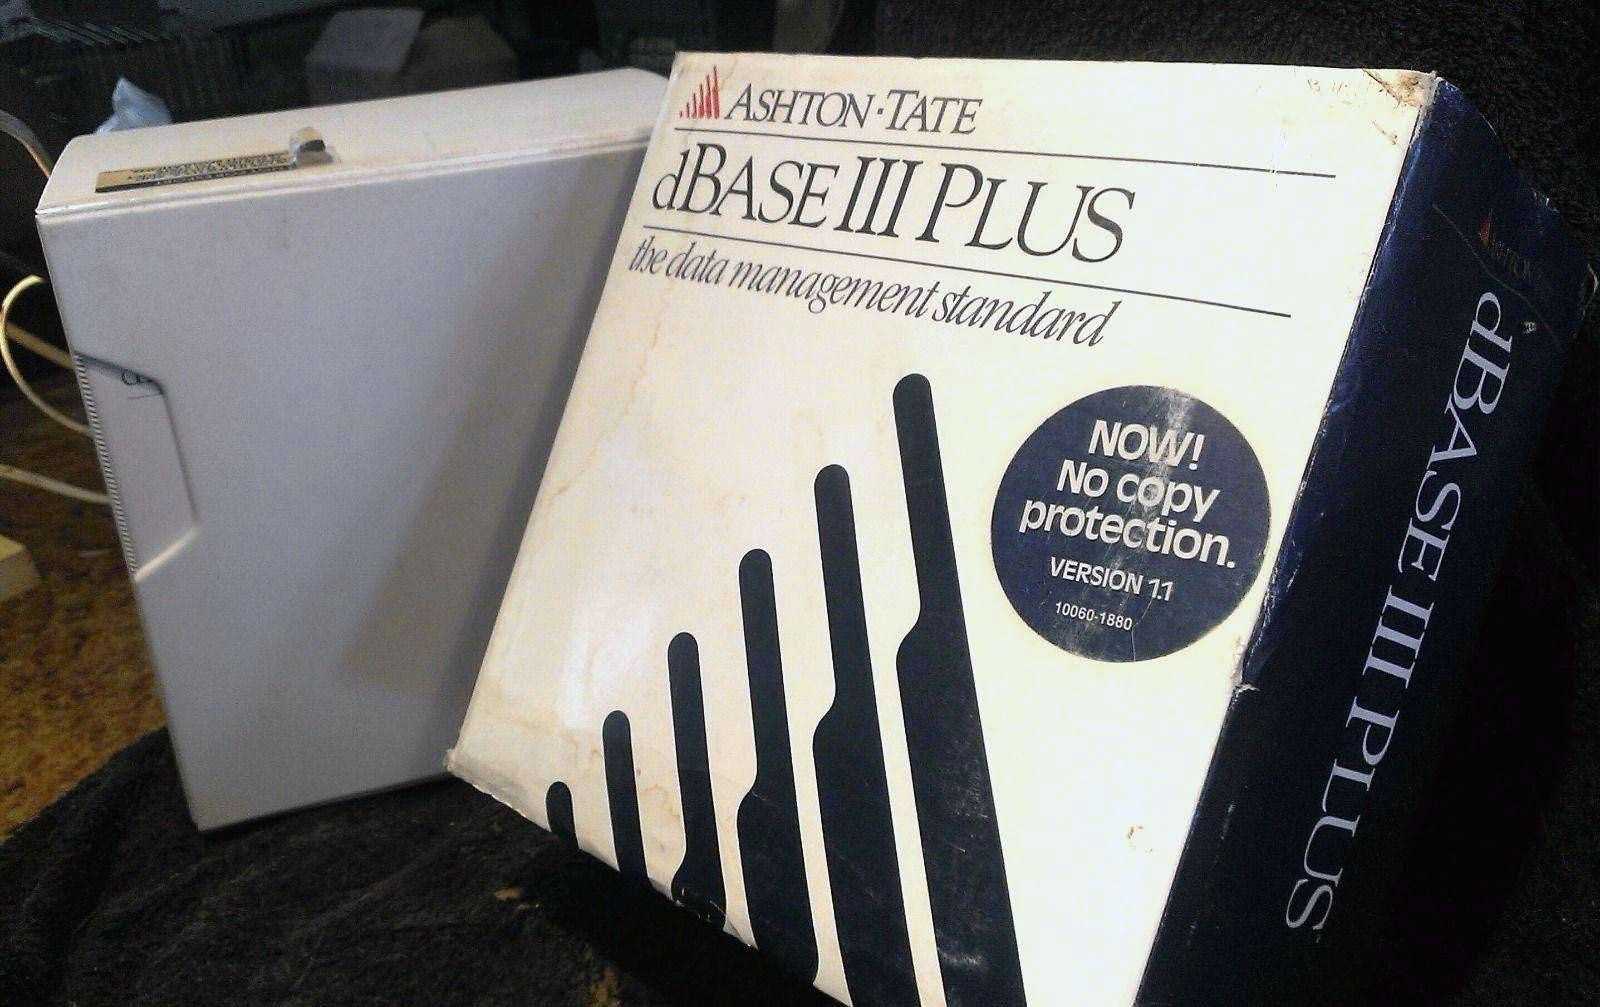 ASHTON·TATE
dBASE III PLUS
the data management standard
NOW!
No copy
protection.
VERSION 1.1
10060-1880
ASHTON
dBASE III PLUS